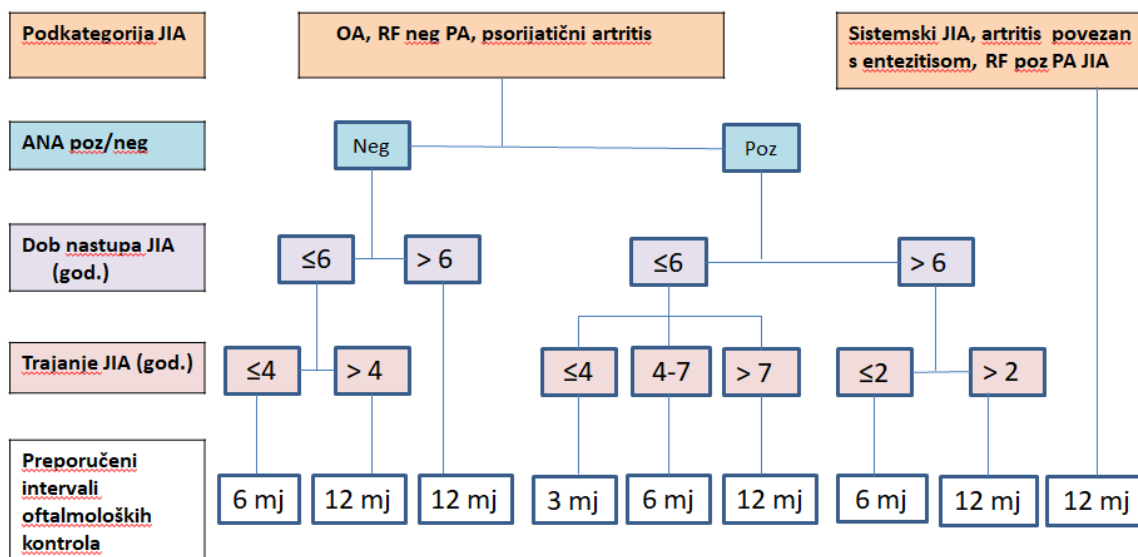 Podkategorija JIA
OA, RF neg PA, psorijatični artritis
Sistemski JIA, artritis povezan
s entezitisom, RF poz PA JIA
ANA poz/neg
Neg
Poz
Dob nastupa JIA
(god.)
≤6
> 6
≤6
> 6
Trajanje JIA (god.)
≤4
> 4
≤4
4-7
> 7
≤2
> 2
Preporučeni
intervali
oftalmoloških
kontrola
6 mj
12 mj
12 mj
3 mj
6 mj
12 mj
6 mj
12 mj
12 mj